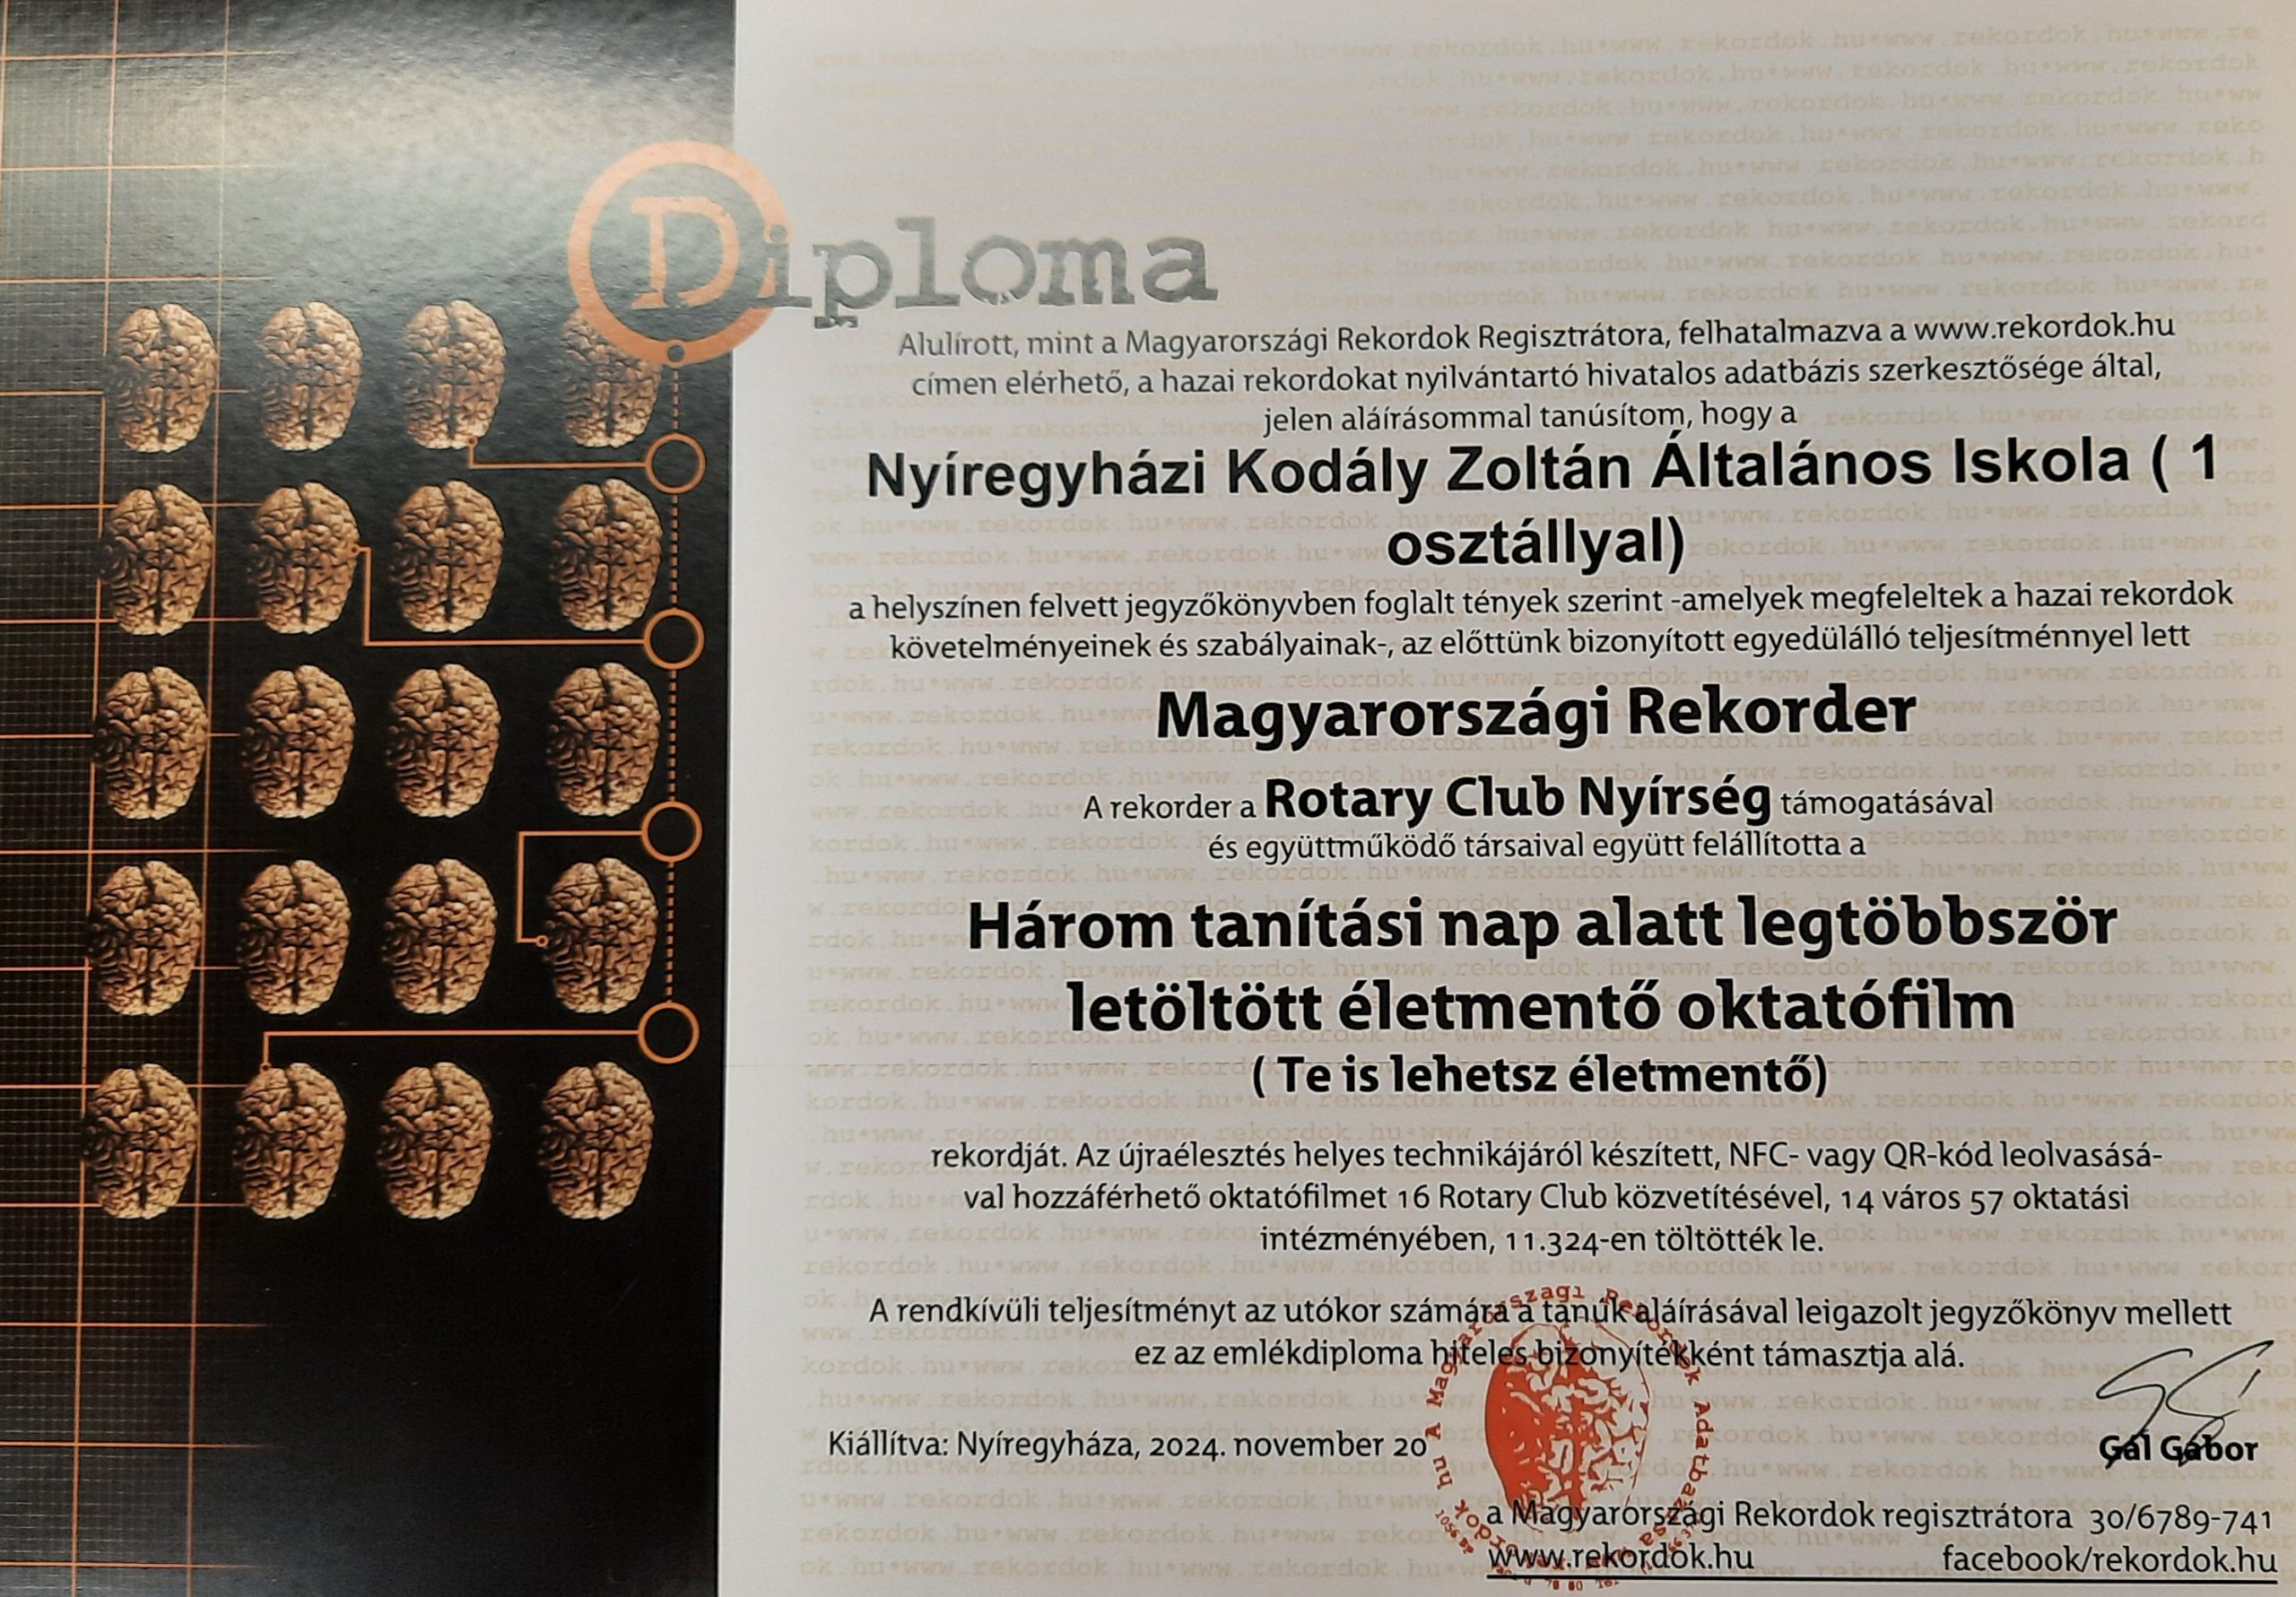 Diploma
Alulírott, mint a Magyarországi Rekordok Regisztrátora, felhatalmazva a www.rekordok.hu
címen elérhető, a hazai rekordokat nyilvántartó hivatalos adatbázis szerkesztősége által,
jelen aláírásommal tanúsítom, hogy a
Nyíregyházi Kodály Zoltán Általános Iskola ( 1
osztállyal)
a helyszínen felvett jegyzőkönyvben foglalt tények szerint -amelyek megfeleltek a hazai rekordok
követelményeinek és szabályainak-, az előttünk bizonyított egyedülálló teljesítménnyel lett
Magyarországi Rekorder
A rekorder a Rotary Club Nyírség támogatásával
és együttműködő társaival együtt felállította a
Három tanítási nap alatt legtöbbször
letöltött életmentő oktatófilm
( Te is lehetsz életmentő)
rekordját. Az újraélesztés helyes technikájáról készített, NFC- vagy QR-kód leolvasásá-
val hozzáférhető oktatófilmet 16 Rotary Club közvetítésével, 14 város 57 oktatási
intézményében, 11.324-en töltötték le.
A rendkívüli teljesítményt az utókor számára a tanúk aláírásával leigazolt jegyzőkönyv mellett
ez az emlékdiploma hiteles bizonyítékként támasztja alá.
Kiállítva: Nyíregyháza, 2024. november 20
Gál Gábor
a Magyarországi Rekordok regisztrátora 30/6789-741
www.rekordok.hu facebook/rekordok.hu
A Magyarországi Rekordok Adatbázisa